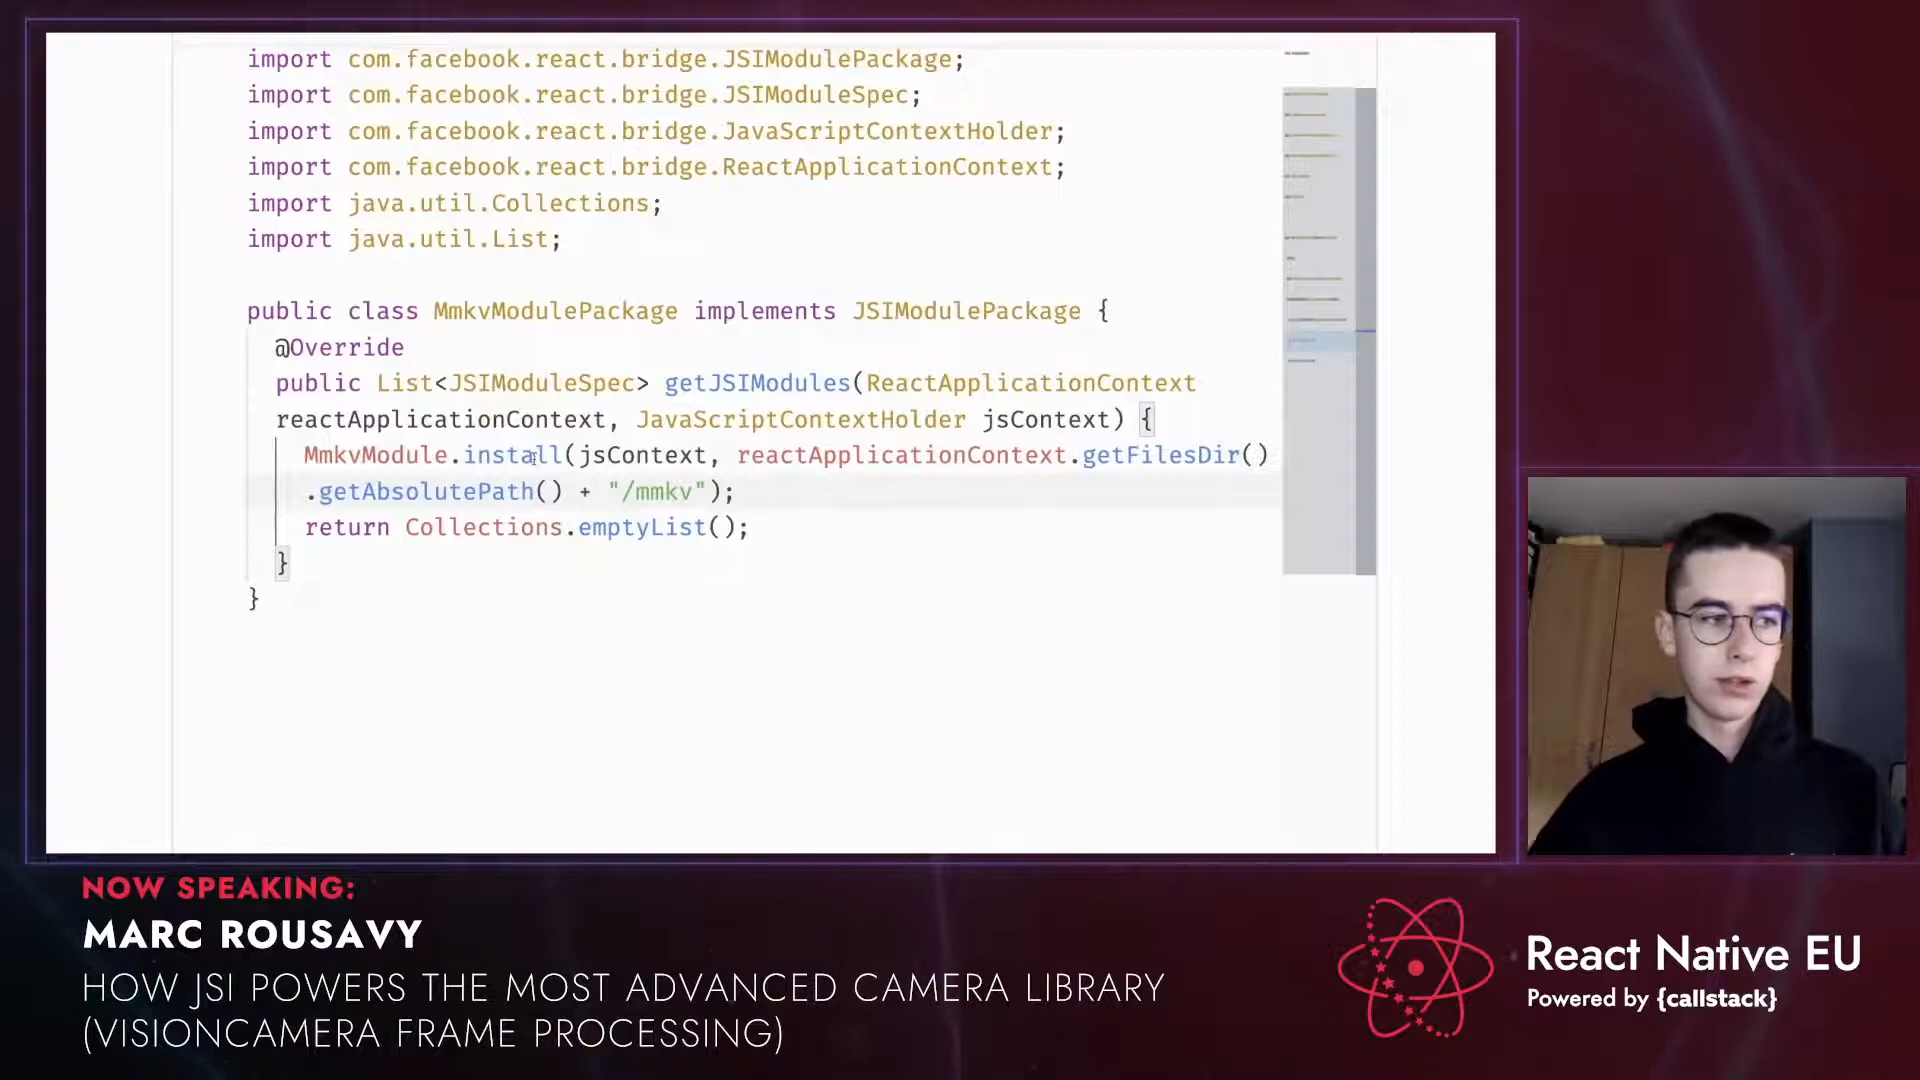 import com.facebook.react.bridge.JSIModulePackage;
import com.facebook.react.bridge.JSIModuleSpec;
import com.facebook.react.bridge.JavaScriptContextHolder;
import com.facebook.react.bridge.ReactApplicationContext;
import java.util.Collections;
import java.util.List;
public class MmkvModulePackage implements JSIModulePackage {
@Override
public List<JSIModuleSpec> getJSIModules(ReactApplicationContext
reactApplicationContext, JavaScriptContextHolder jsContext) {
MmkvModule.install(jsContext, reactApplicationContext.getFilesDir()
.getAbsolutePath() + "/mmkv");
return Collections.emptyList();
}
}
NOW SPEAKING:
MARC ROUSAVY
HOW JSI POWERS THE MOST ADVANCED CAMERA LIBRARY
(VISIONCAMERA FRAME PROCESSING)
React Native EU
Powered by {callstack}